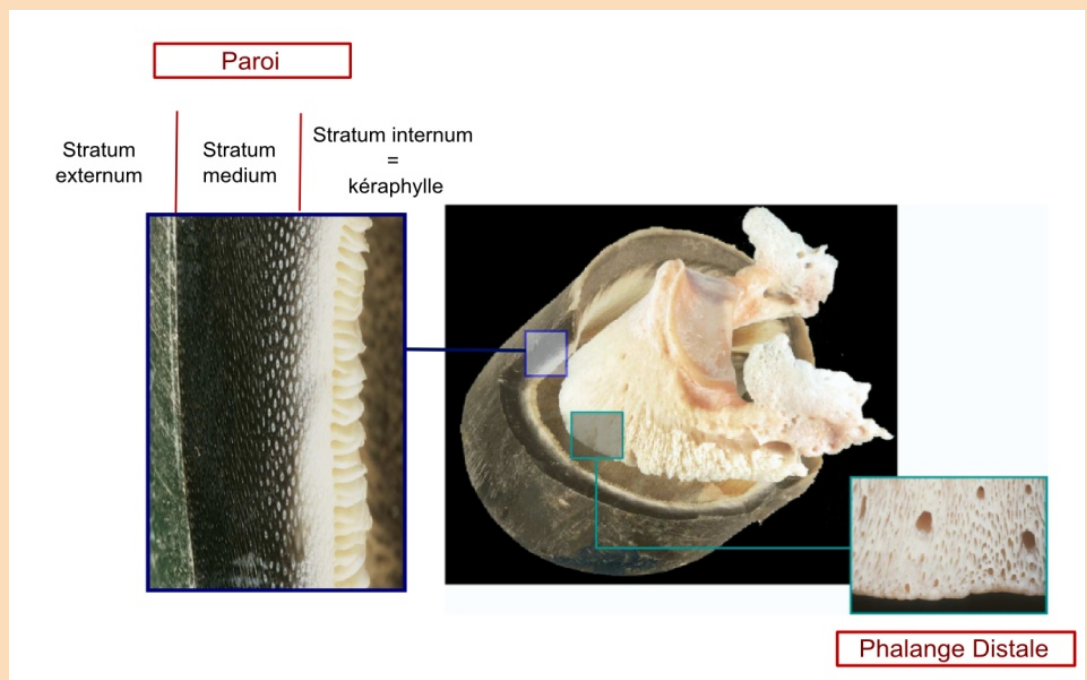 Paroi
Stratum
externum
Stratum
medium
Stratum internum
=
kéraphylle
Phalange Distale